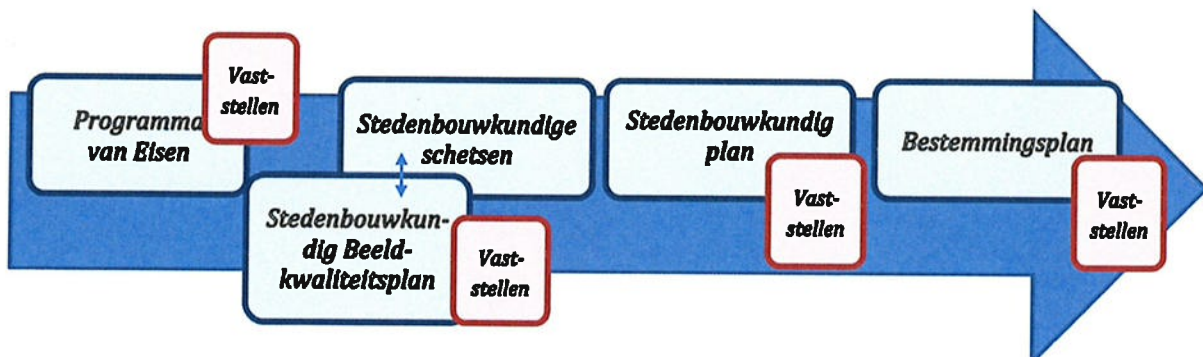 Programma
van Eisen
Vast-
stellen
Stedenbouwkundige
schetsen
Stedenbouwkun-
dig Beeld-
kwaliteitsplan
Vast-
stellen
Stedenbouwkundig
plan
Vast-
stellen
Bestemmingsplan
Vast-
stellen